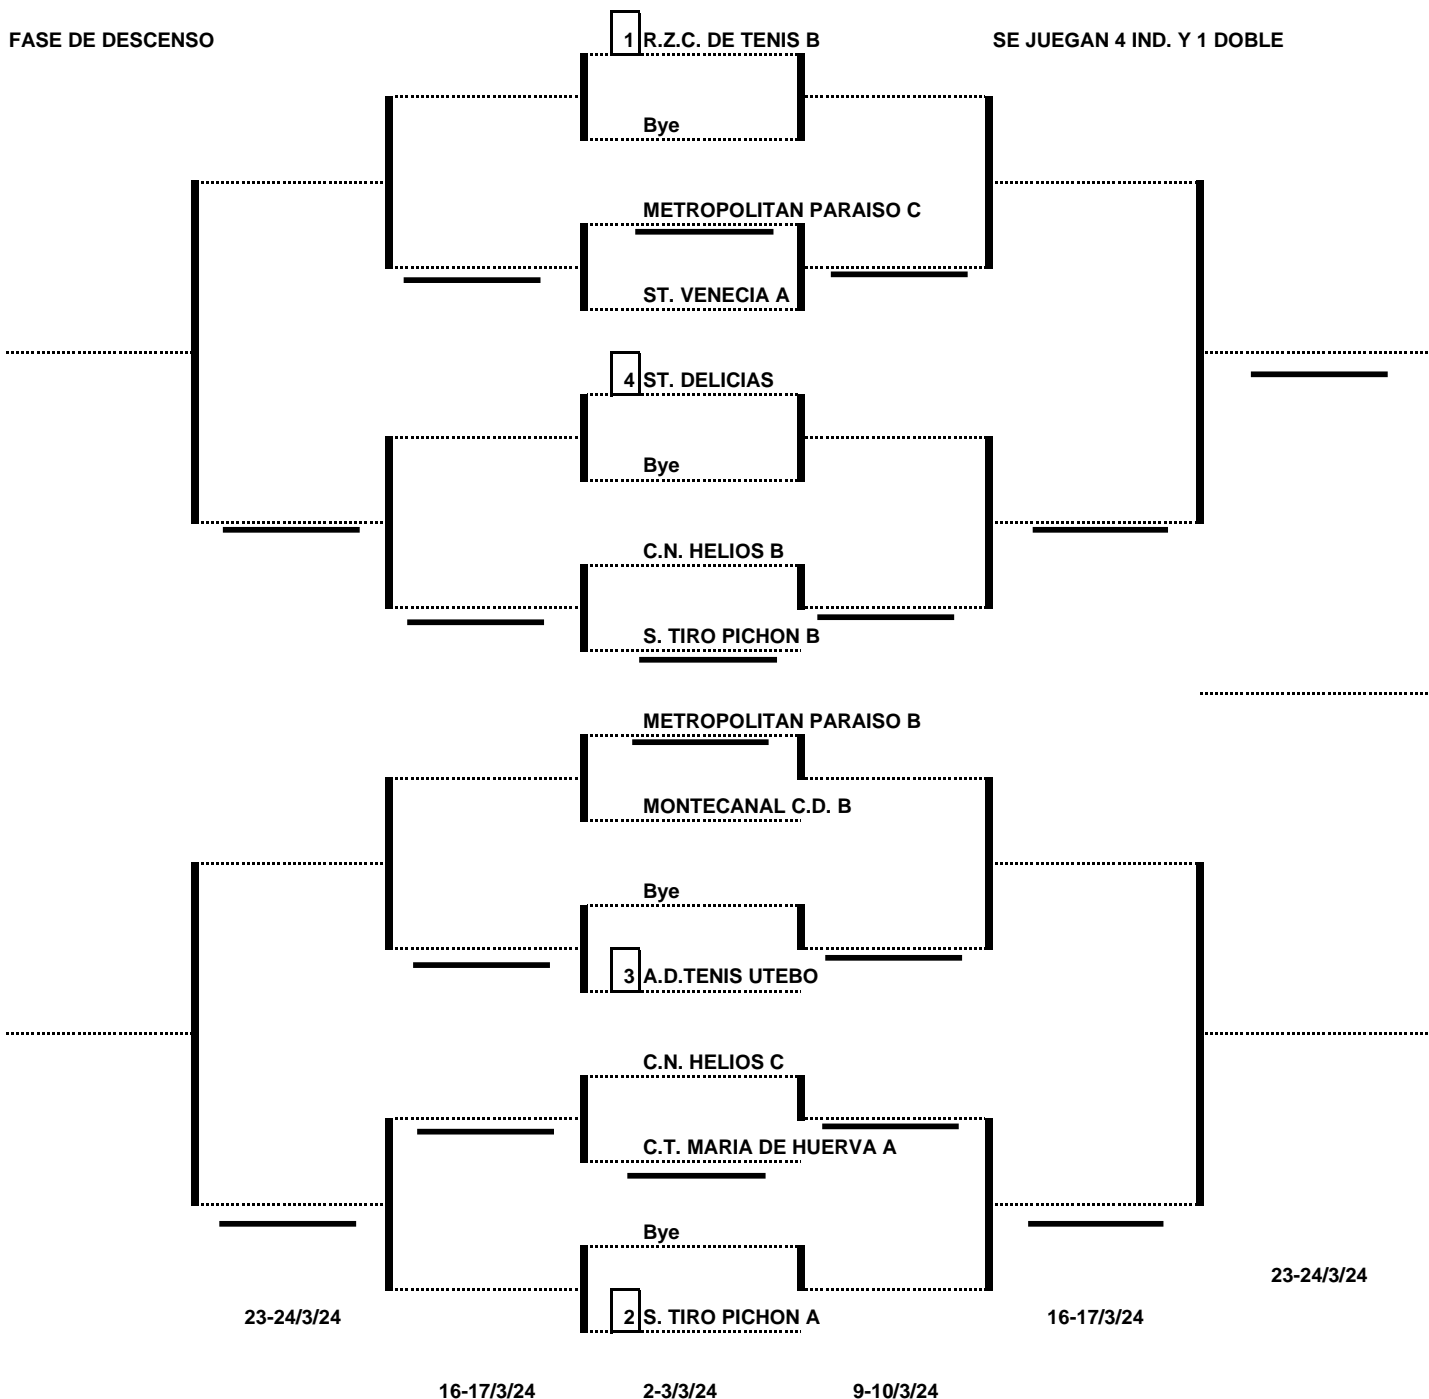 FASE DE DESCENSO
1 R.Z.C. DE TENIS B
SE JUEGAN 4 IND. Y 1 DOBLE
Bye
METROPOLITAN PARAISO C
ST. VENECIA A
4 ST. DELICIAS
Bye
C.N. HELIOS B
S. TIRO PICHON B
METROPOLITAN PARAISO B
MONTECANAL C.D. B
Bye
3 A.D.TENIS UTEBO
C.N. HELIOS C
C.T. MARIA DE HUERVA A
Bye
23-24/3/24
23-24/3/24
2 S. TIRO PICHON A
16-17/3/24
16-17/3/24
2-3/3/24
9-10/3/24